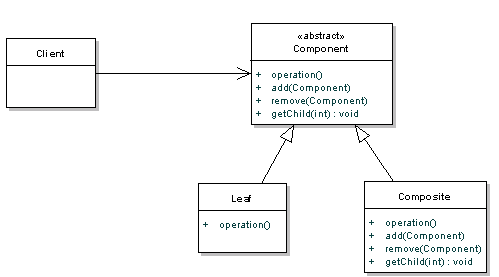 Client
«abstract»
Component
+ operation()
+ add(Component)
+ remove(Component)
+ getChild(int) : void
Leaf
+ operation()
Composite
+ operation()
+ add(Component)
+ remove(Component)
+ getChild(int) : void